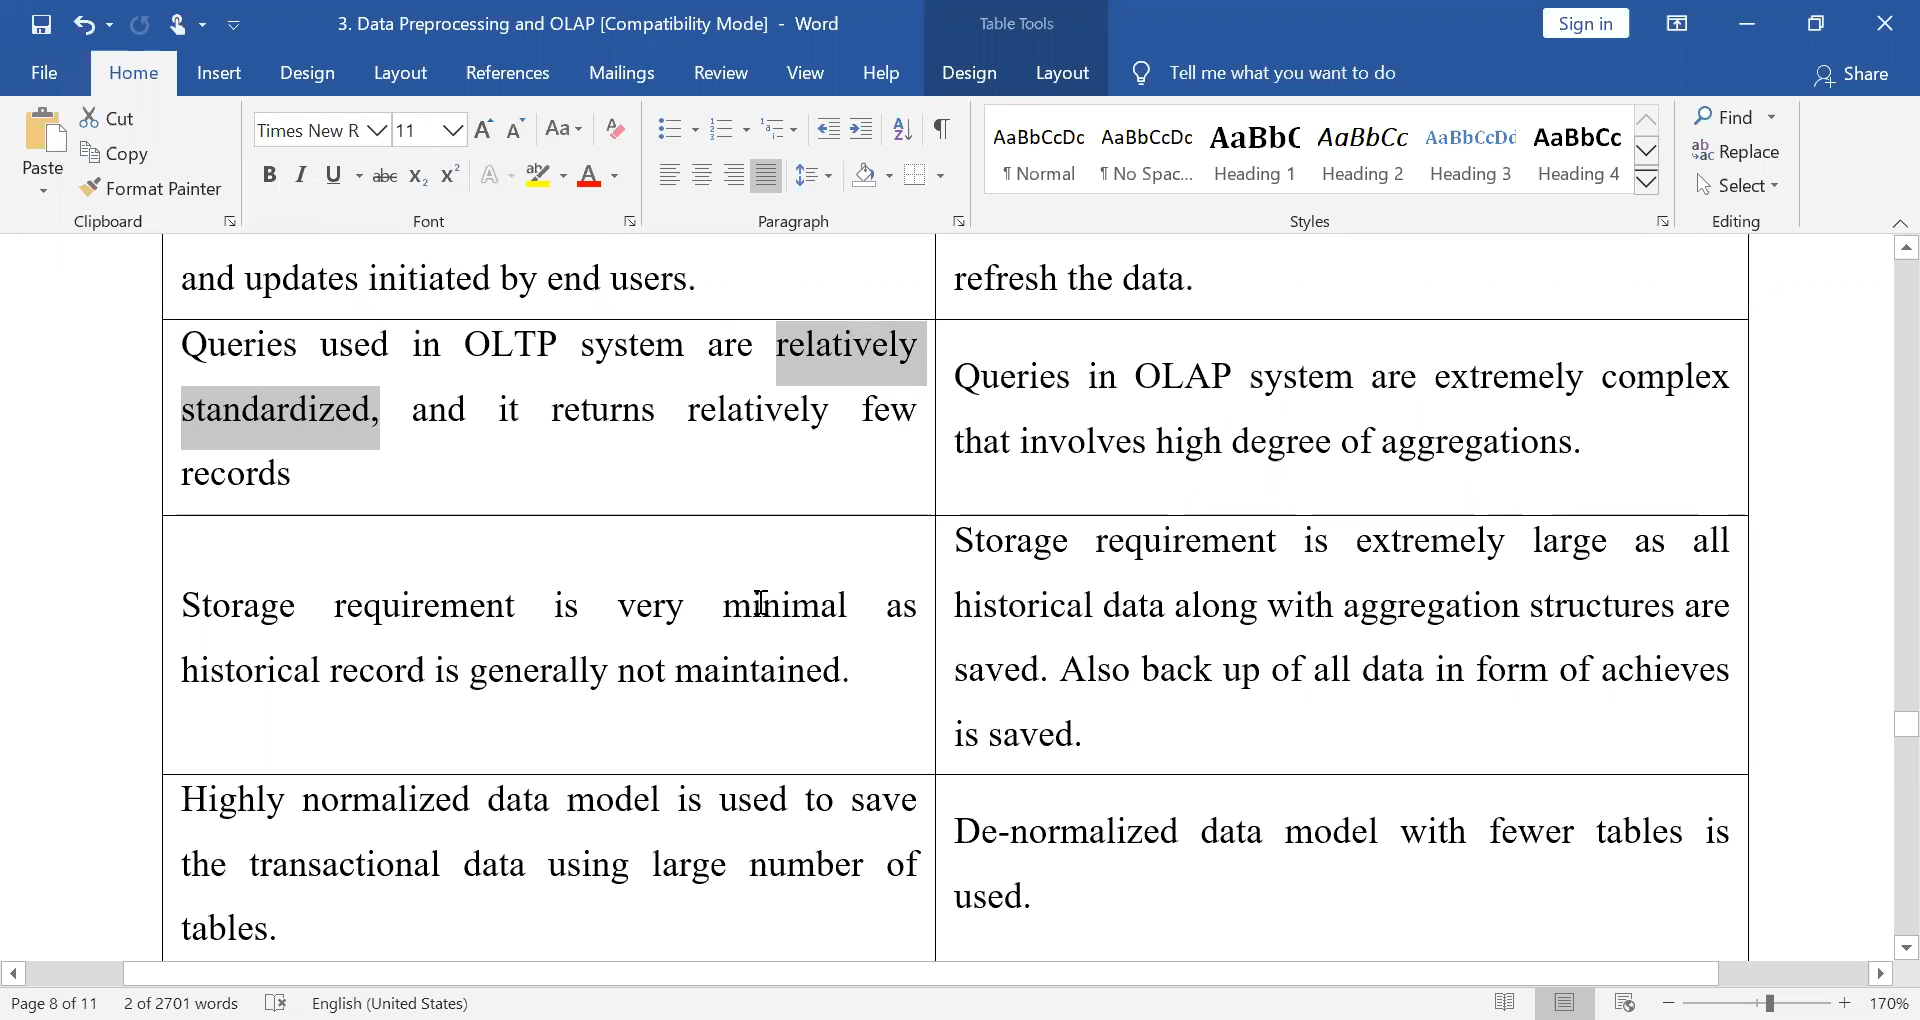 3. Data Preprocessing and OLAP [Compatibility Mode] - Word
Table Tools
Sign in
File Home Insert Design Layout References Mailings Review View Help Design Layout Tell me what you want to do Share
Paste
Cut
Copy
Format Painter
Clipboard
Times New R 11
Font
Paragraph
AaBbCcDc AaBbCcDc AaBbC AaBbCc AaBbCcDd AaBbCc
¶ Normal ¶ No Spac... Heading 1 Heading 2 Heading 3 Heading 4
Styles
Find
Replace
Select
Editing
and updates initiated by end users.
refresh the data.
Queries used in OLTP system are relatively
standardized, and it returns relatively few
records
Queries in OLAP system are extremely complex
that involves high degree of aggregations.
Storage requirement is very minimal as
historical record is generally not maintained.
Storage requirement is extremely large as all
historical data along with aggregation structures are
saved. Also back up of all data in form of achieves
is saved.
Highly normalized data model is used to save
the transactional data using large number of
tables.
De-normalized data model with fewer tables is
used.
Page 8 of 11 2 of 2701 words English (United States) 170%